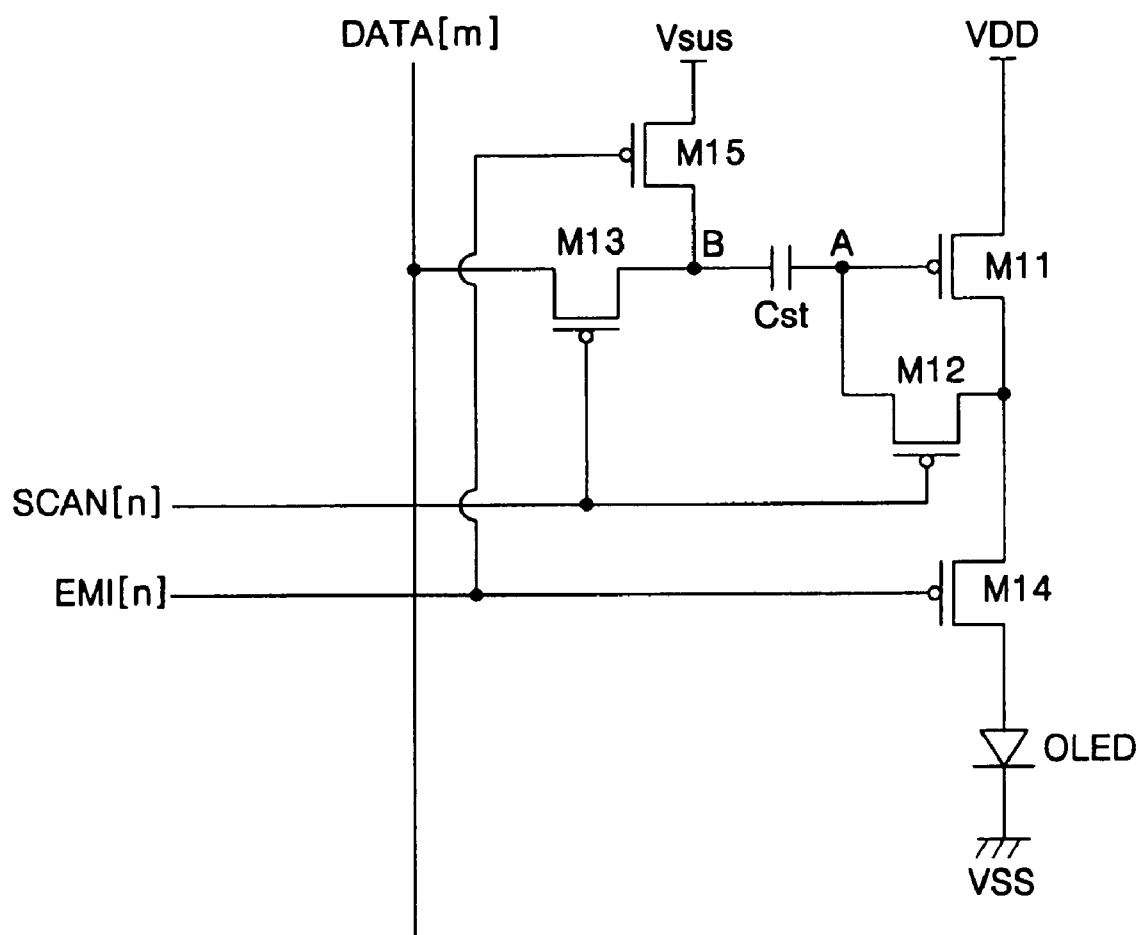 DATA[m]
Vsus
VDD
M15
M13
B
A
M11
Cst
M12
SCAN[n]
EMI[n]
M14
OLED
VSS